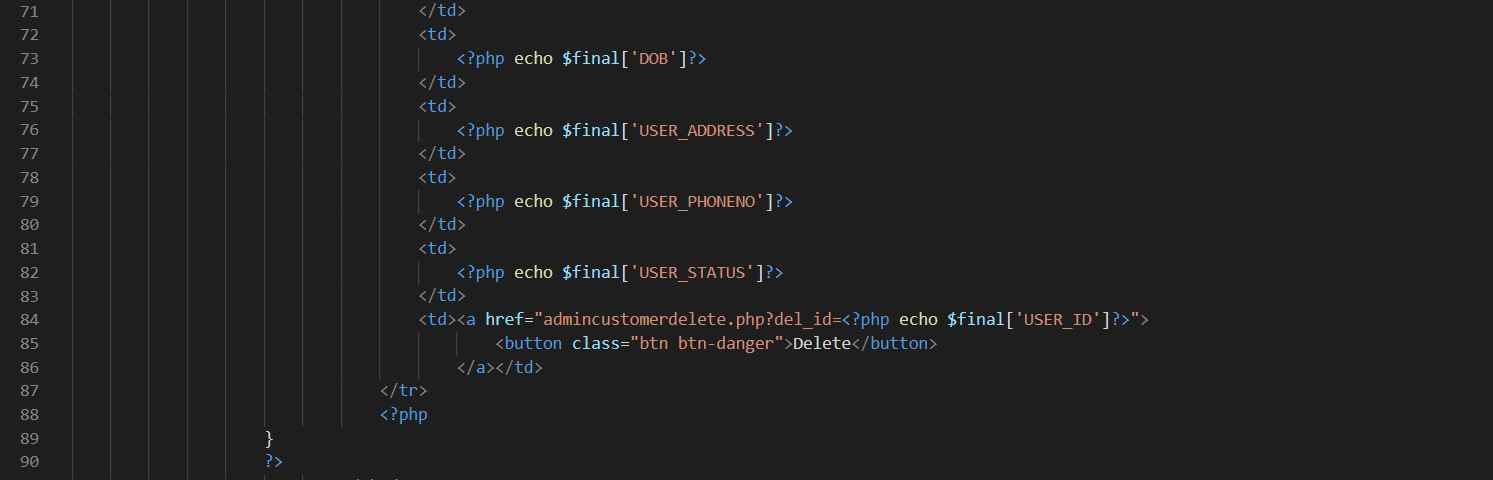 71 </td>
72 <td>
73 <?php echo $final['DOB']?>
74 </td>
75 <td>
76 <?php echo $final['USER_ADDRESS']?>
77 </td>
78 <td>
79 <?php echo $final['USER_PHONENO']?>
80 </td>
81 <td>
82 <?php echo $final['USER_STATUS']?>
83 </td>
84 <td><a href="admincustomerdelete.php?del_id=<?php echo $final['USER_ID']?>">
85 <button class="btn btn-danger">Delete</button>
86 </a></td>
87 </tr>
88 <?php
89 }
90 ?>